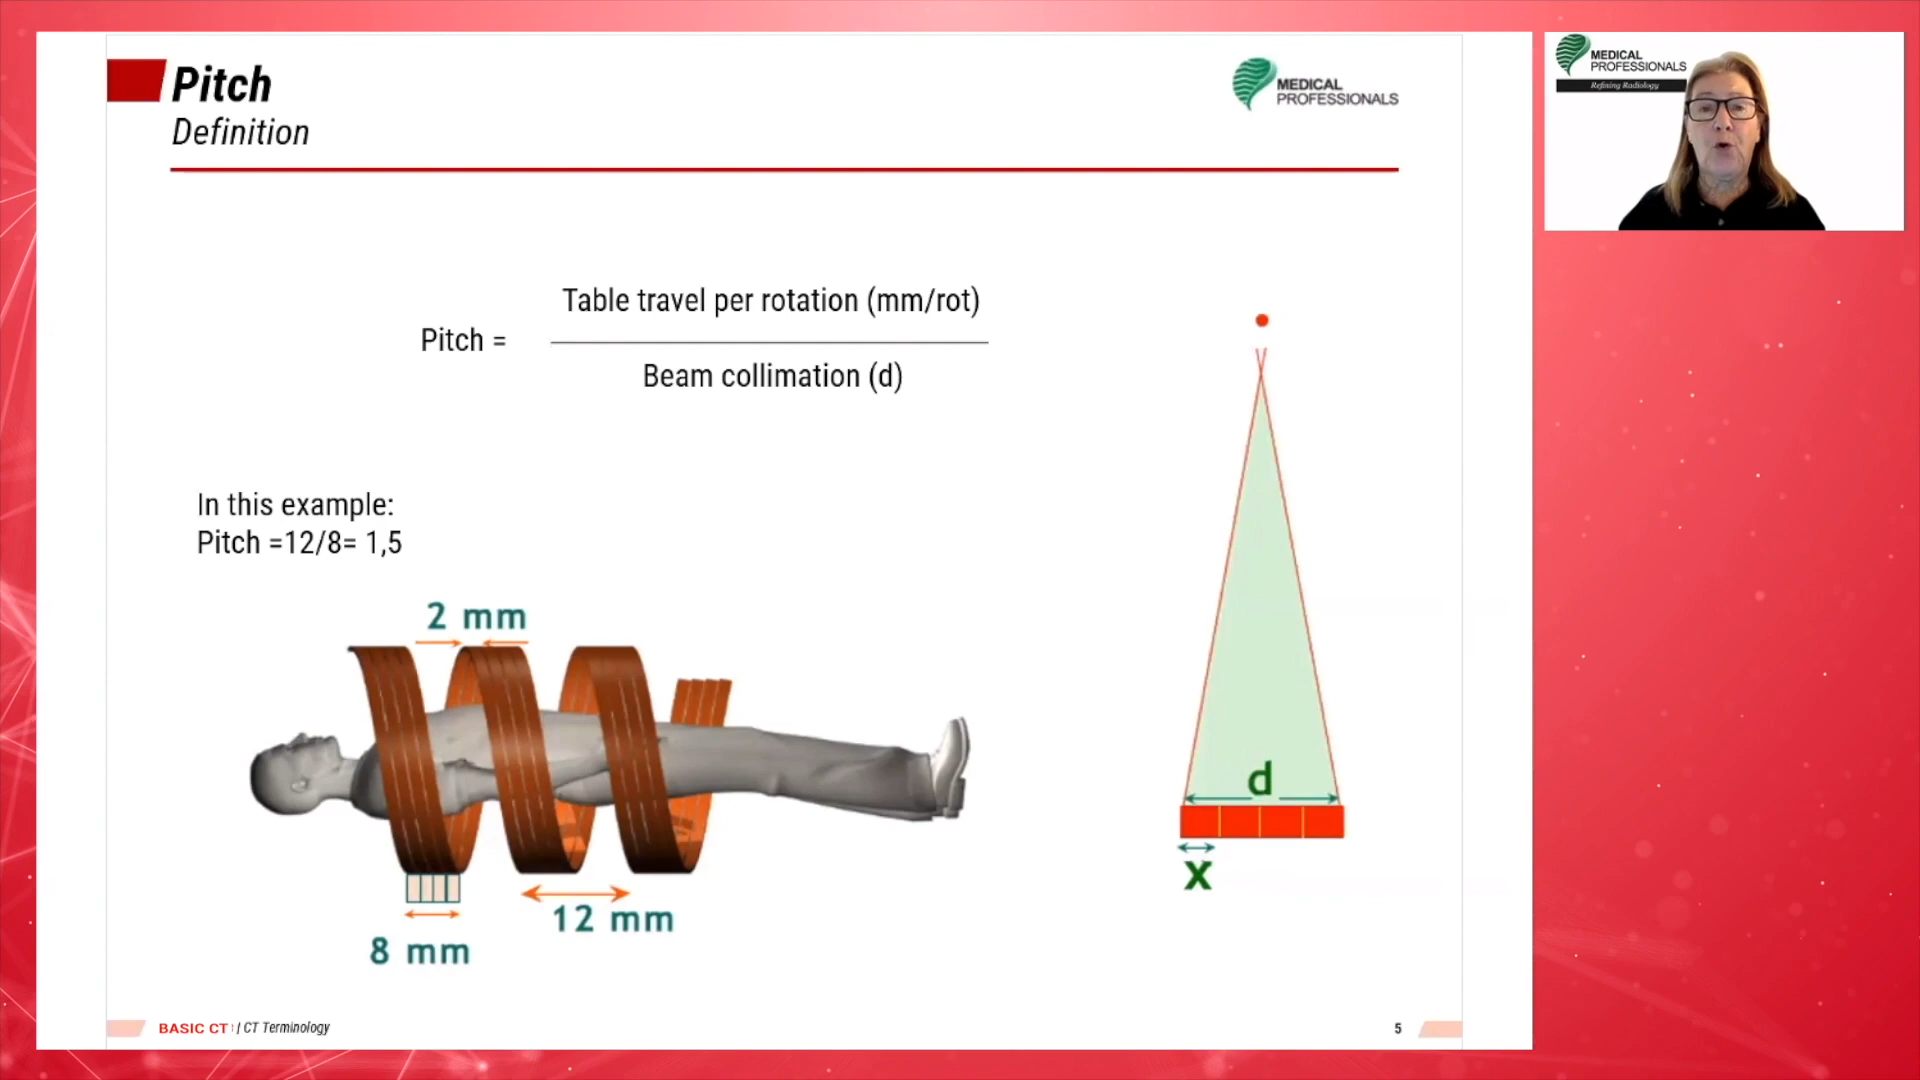 Pitch
Definition
MEDICAL
PROFESSIONALS
MEDICAL
PROFESSIONALS
Refining Radiology
Pitch =
Table travel per rotation (mm/rot)
Beam collimation (d)
In this example:
Pitch =12/8= 1,5
2 mm
12 mm
8 mm
d
x
BASIC CT | CT Terminology
5